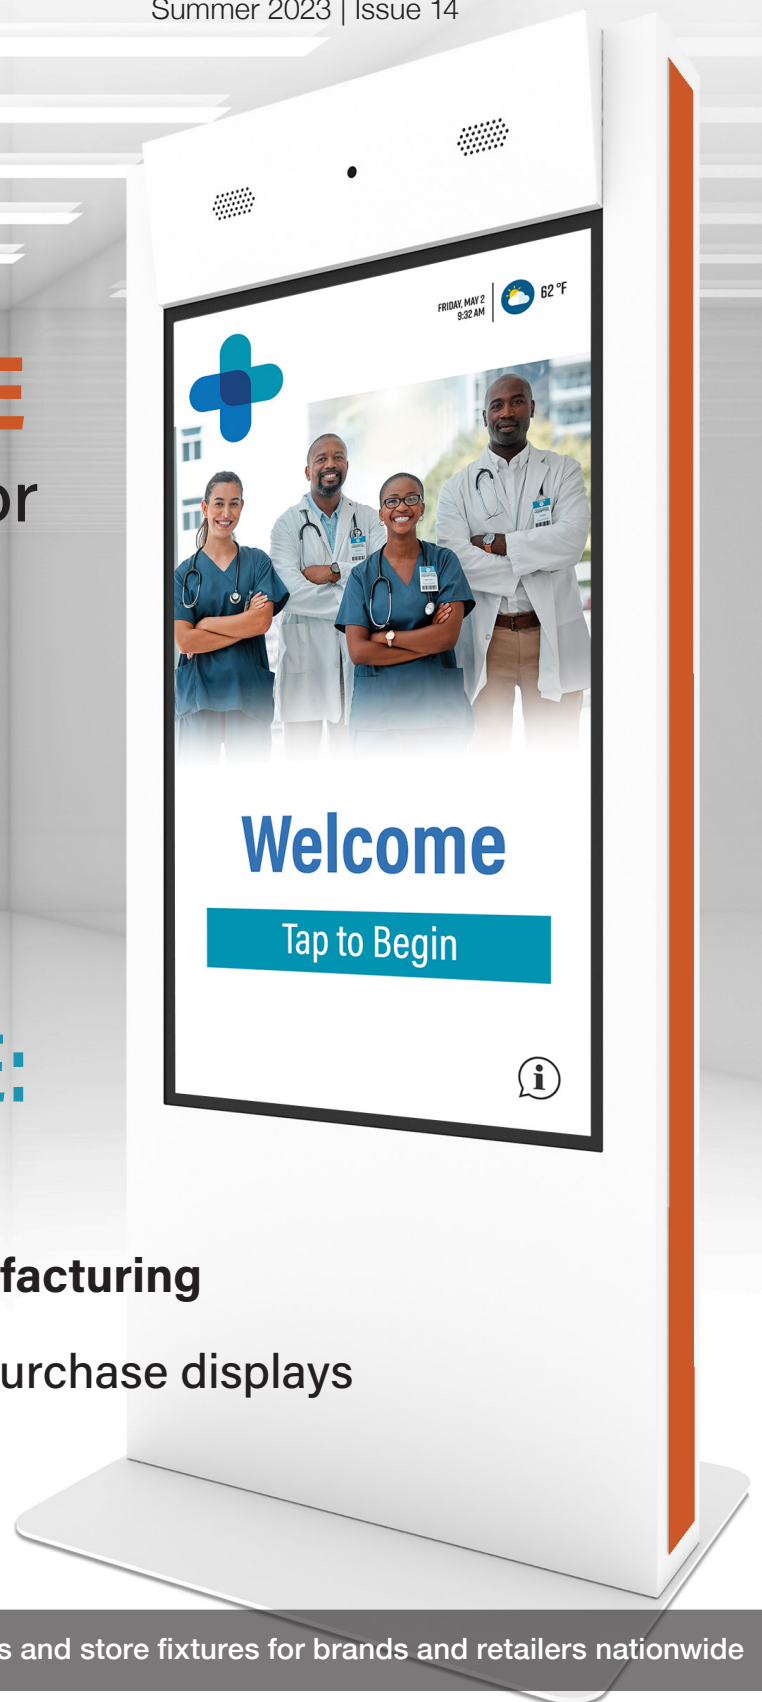 Summer 2023 | Issue 14
FRIDAY, MAY 2
9:32 AM
62 °F
E
or
Welcome
Tap to Begin
E:
i
facturing
urchase displays
s and store fixtures for brands and retailers nationwide